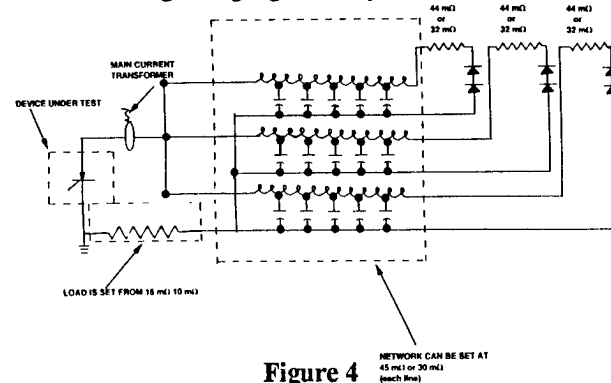 44 mΩ
or
32 mΩ
44 mΩ
or
32 mΩ
44 mΩ
or
32 mΩ
MAIN CURRENT
TRANSFORMER
DEVICE UNDER TEST
LOAD IS SET FROM 15 mΩ 10 mΩ
NETWORK CAN BE SET AT
45 mΩ or 30 mΩ
(each line)
Figure 4